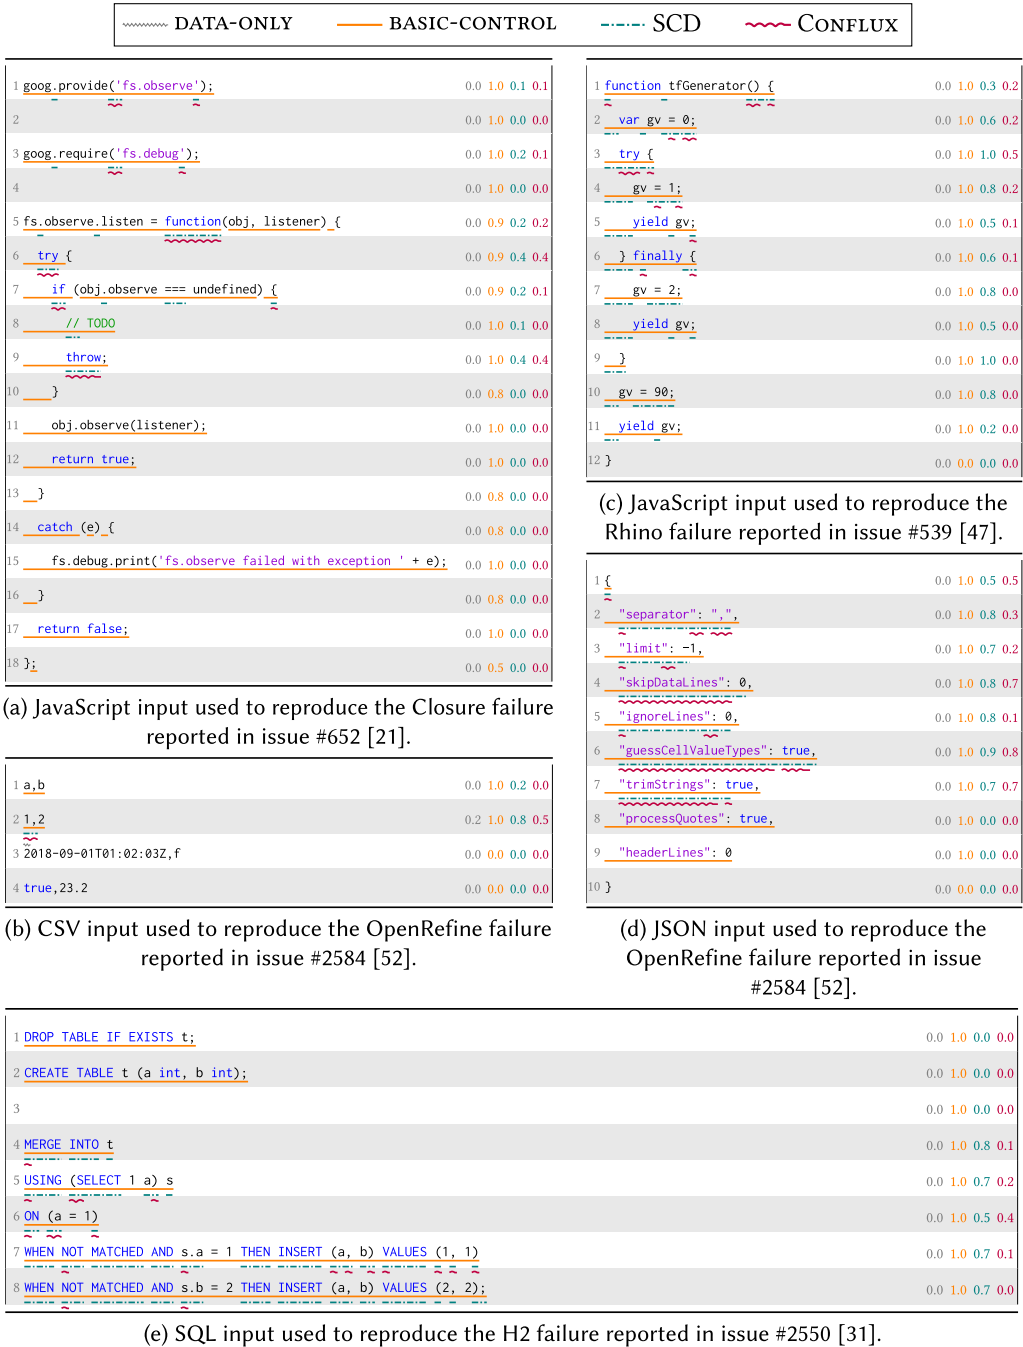 DATA-ONLY BASIC-CONTROL SCD CONFLUX
1 goog.provide('fs.observe'); 0.0 1.0 0.1 0.1
2 0.0 1.0 0.0 0.0
3 goog.require('fs.debug'); 0.0 1.0 0.2 0.1
4 0.0 1.0 0.0 0.0
5 fs.observe.listen = function(obj, listener) { 0.0 0.9 0.2 0.2
6 try { 0.0 0.9 0.4 0.4
7 if (obj.observe === undefined) { 0.0 0.9 0.2 0.1
8 // TODO 0.0 1.0 0.1 0.0
9 throw; 0.0 1.0 0.4 0.4
10 } 0.0 0.8 0.0 0.0
11 obj.observe(listener); 0.0 1.0 0.0 0.0
12 return true; 0.0 1.0 0.0 0.0
13 } 0.0 0.8 0.0 0.0
14 catch (e) { 0.0 0.8 0.0 0.0
15 fs.debug.print('fs.observe failed with exception ' + e); 0.0 1.0 0.0 0.0
16 } 0.0 0.8 0.0 0.0
17 return false; 0.0 1.0 0.0 0.0
18 }; 0.0 0.5 0.0 0.0
(a) JavaScript input used to reproduce the Closure failure
reported in issue #652 [21].
1 a,b 0.0 1.0 0.2 0.0
2 1,2 0.2 1.0 0.8 0.5
3 2018-09-01T01:02:03Z,f 0.0 0.0 0.0 0.0
4 true,23.2 0.0 0.0 0.0 0.0
(b) CSV input used to reproduce the OpenRefine failure
reported in issue #2584 [52].
1 function tfGenerator() { 0.0 1.0 0.3 0.2
2 var gv = 0; 0.0 1.0 0.6 0.2
3 try { 0.0 1.0 1.0 0.5
4 gv = 1; 0.0 1.0 0.8 0.2
5 yield gv; 0.0 1.0 0.5 0.1
6 } finally { 0.0 1.0 0.6 0.1
7 gv = 2; 0.0 1.0 0.8 0.0
8 yield gv; 0.0 1.0 0.5 0.0
9 } 0.0 1.0 1.0 0.0
10 gv = 90; 0.0 1.0 0.8 0.0
11 yield gv; 0.0 1.0 0.2 0.0
12 } 0.0 0.0 0.0 0.0
(c) JavaScript input used to reproduce the
Rhino failure reported in issue #539 [47].
1 { 0.0 1.0 0.5 0.5
2 "separator": ",", 0.0 1.0 0.8 0.3
3 "limit": -1, 0.0 1.0 0.7 0.2
4 "skipDataLines": 0, 0.0 1.0 0.8 0.7
5 "ignoreLines": 0, 0.0 1.0 0.8 0.1
6 "guessCellValueTypes": true, 0.0 1.0 0.9 0.8
7 "trimStrings": true, 0.0 1.0 0.7 0.7
8 "processQuotes": true, 0.0 1.0 0.0 0.0
9 "headerLines": 0 0.0 1.0 0.0 0.0
10 } 0.0 0.0 0.0 0.0
(d) JSON input used to reproduce the
OpenRefine failure reported in issue
#2584 [52].
1 DROP TABLE IF EXISTS t; 0.0 1.0 0.0 0.0
2 CREATE TABLE t (a int, b int); 0.0 1.0 0.0 0.0
3 0.0 1.0 0.0 0.0
4 MERGE INTO t 0.0 1.0 0.8 0.1
5 USING (SELECT 1 a) s 0.0 1.0 0.7 0.2
6 ON (a = 1) 0.0 1.0 0.5 0.4
7 WHEN NOT MATCHED AND s.a = 1 THEN INSERT (a, b) VALUES (1, 1) 0.0 1.0 0.7 0.1
8 WHEN NOT MATCHED AND s.b = 2 THEN INSERT (a, b) VALUES (2, 2); 0.0 1.0 0.7 0.0
(e) SQL input used to reproduce the H2 failure reported in issue #2550 [31].